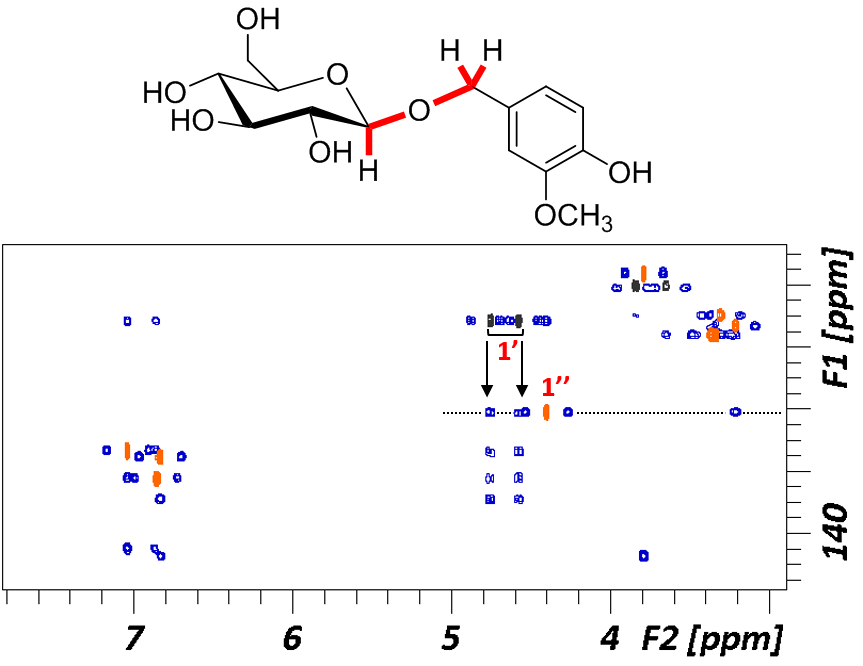 OH
H H
O
HO
O
HO
OH
H
OH
OCH3
F1 [ppm]
1’
1’’
140
7 6 5 4 F2 [ppm]